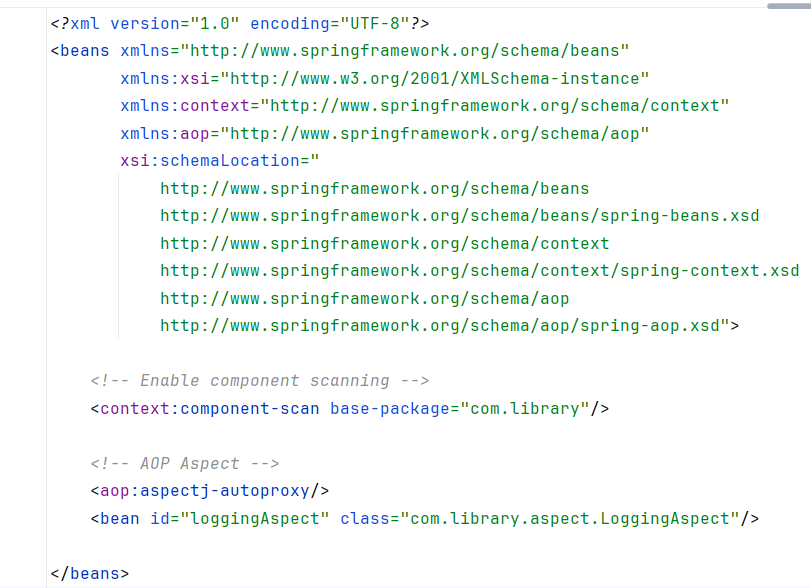 <?xml version="1.0" encoding="UTF-8"?>
<beans xmlns="http://www.springframework.org/schema/beans"
xmlns:xsi="http://www.w3.org/2001/XMLSchema-instance"
xmlns:context="http://www.springframework.org/schema/context"
xmlns:aop="http://www.springframework.org/schema/aop"
xsi:schemaLocation="
http://www.springframework.org/schema/beans
http://www.springframework.org/schema/beans/spring-beans.xsd
http://www.springframework.org/schema/context
http://www.springframework.org/schema/context/spring-context.xsd
http://www.springframework.org/schema/aop
http://www.springframework.org/schema/aop/spring-aop.xsd">
<!-- Enable component scanning -->
<context:component-scan base-package="com.library"/>
<!-- AOP Aspect -->
<aop:aspectj-autoproxy/>
<bean id="loggingAspect" class="com.library.aspect.LoggingAspect"/>
</beans>